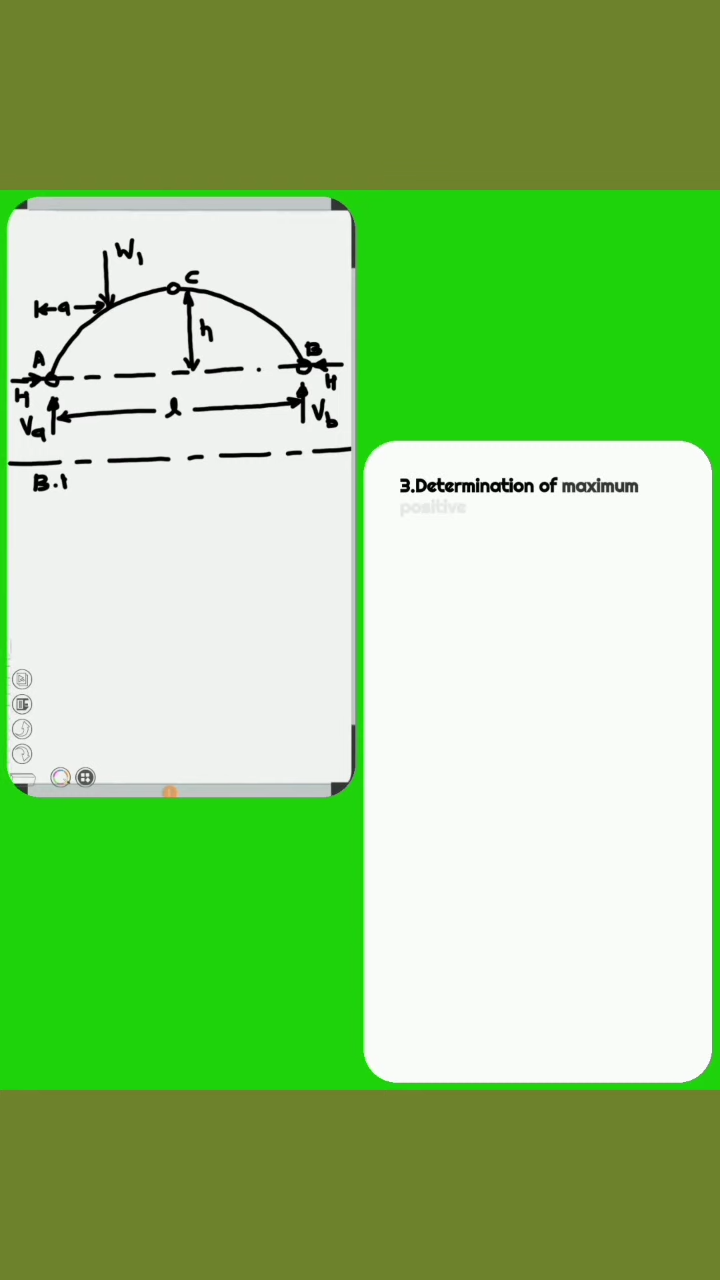 W1
C
a
h
A
B
H
H
l
Va
Vb
B.1
3.Determination of maximum
positive